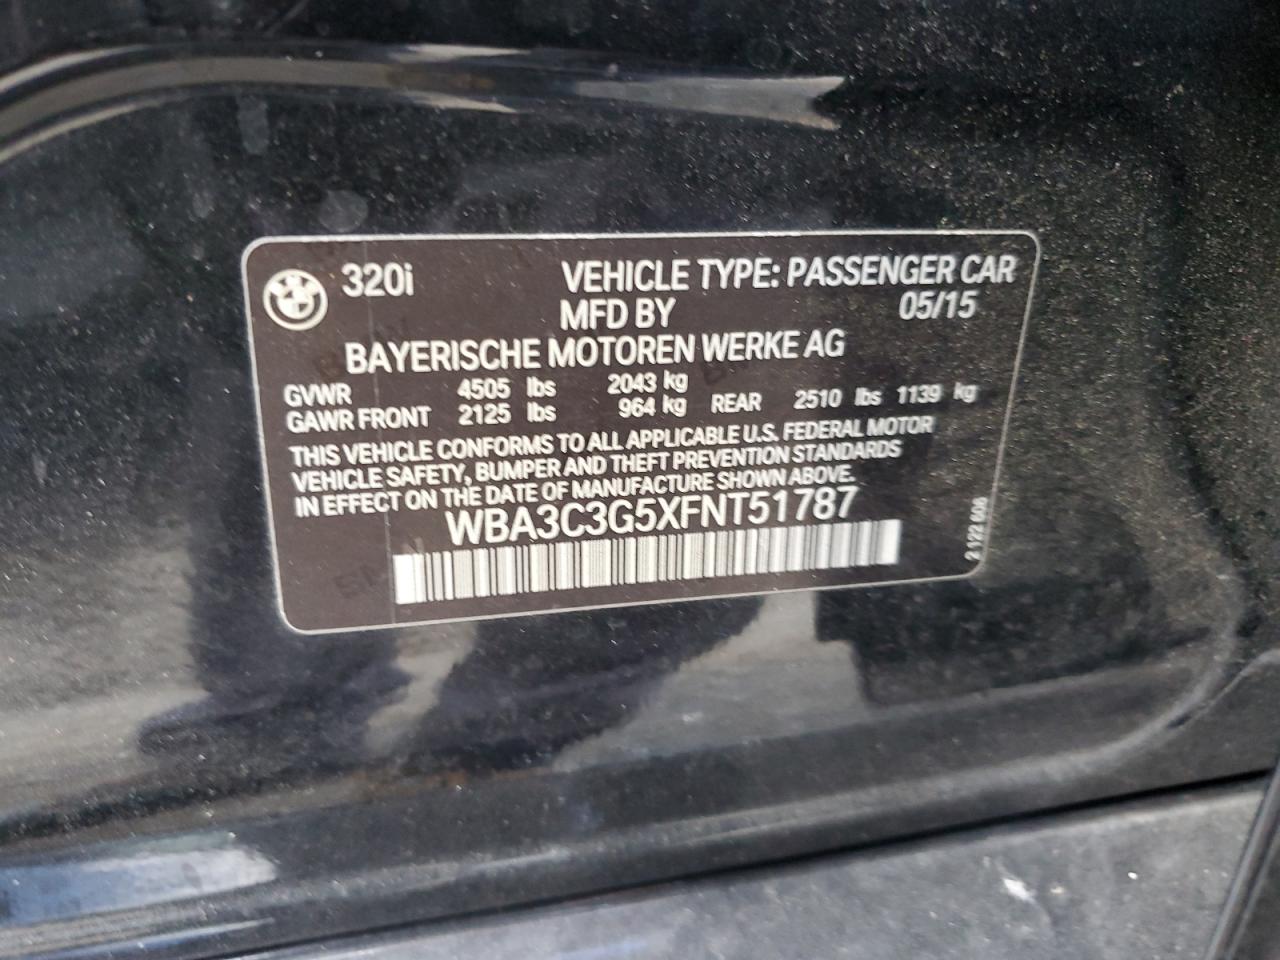 320i VEHICLE TYPE: PASSENGER CAR
MFD BY 05/15
BAYERISCHE MOTOREN WERKE AG
GVWR 4505 lbs 2043 kg
GAWR FRONT 2125 lbs 964 kg REAR 2510 lbs 1139 kg
THIS VEHICLE CONFORMS TO ALL APPLICABLE U.S. FEDERAL MOTOR
VEHICLE SAFETY, BUMPER AND THEFT PREVENTION STANDARDS
IN EFFECT ON THE DATE OF MANUFACTURE SHOWN ABOVE.
WBA3C3G5XFNT51787